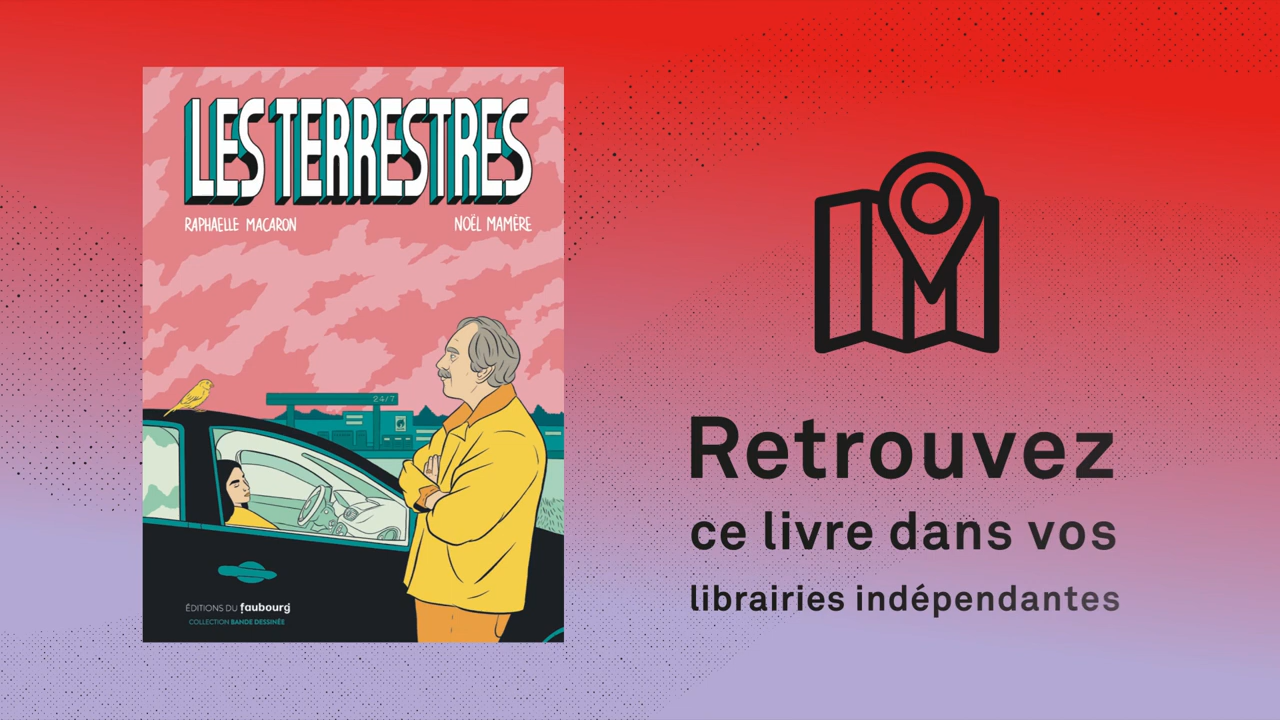 LES TERRESTRES
RAPHAELLE MACARON
NOËL MAMÈRE
24/7
ÉDITIONS DU faubourg
COLLECTION BANDE DESSINÉE
Retrouvez
ce livre dans vos
librairies indépendantes